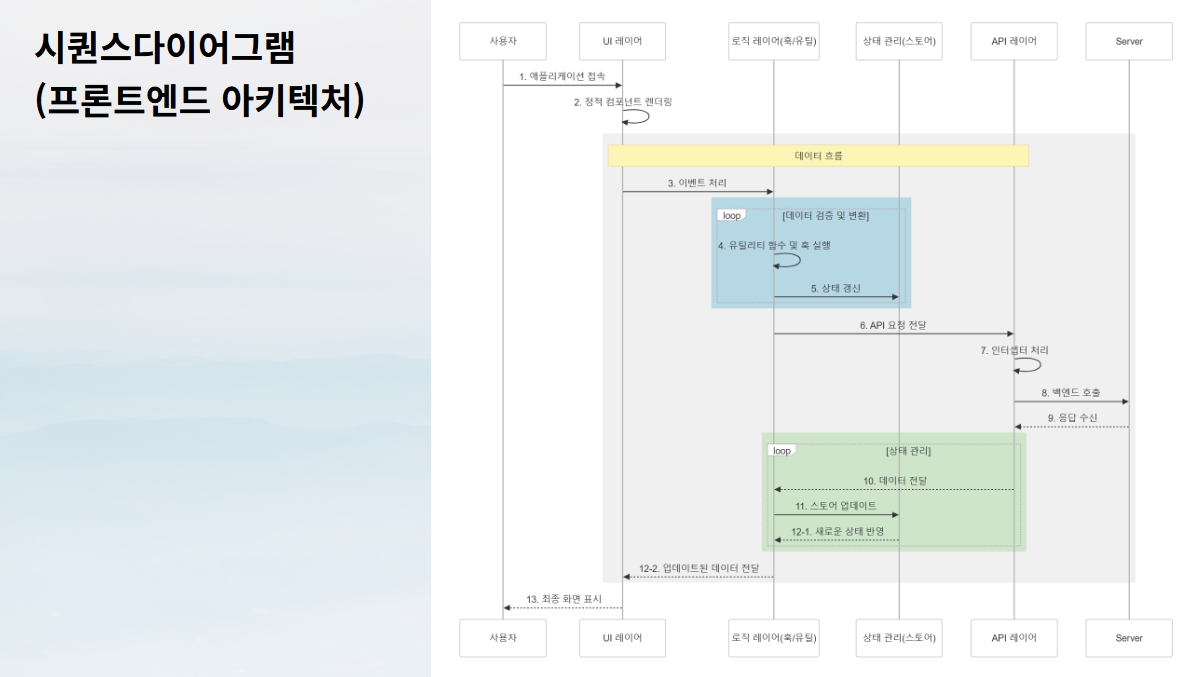 시퀀스다이어그램
(프론트엔드 아키텍처)
사용자
UI 레이어
로직 레이어(훅/유틸)
상태 관리(스토어)
API 레이어
Server
1. 애플리케이션 접속
2. 정적 컴포넌트 렌더링
데이터 흐름
3. 이벤트 처리
loop
[데이터 검증 및 변환]
4. 유틸리티 함수 및 훅 실행
5. 상태 갱신
6. API 요청 전달
7. 인터셉터 처리
8. 백엔드 호출
9. 응답 수신
loop
[상태 관리]
10. 데이터 전달
11. 스토어 업데이트
12-1. 새로운 상태 반영
12-2. 업데이트된 데이터 전달
13. 최종 화면 표시
사용자
UI 레이어
로직 레이어(훅/유틸)
상태 관리(스토어)
API 레이어
Server